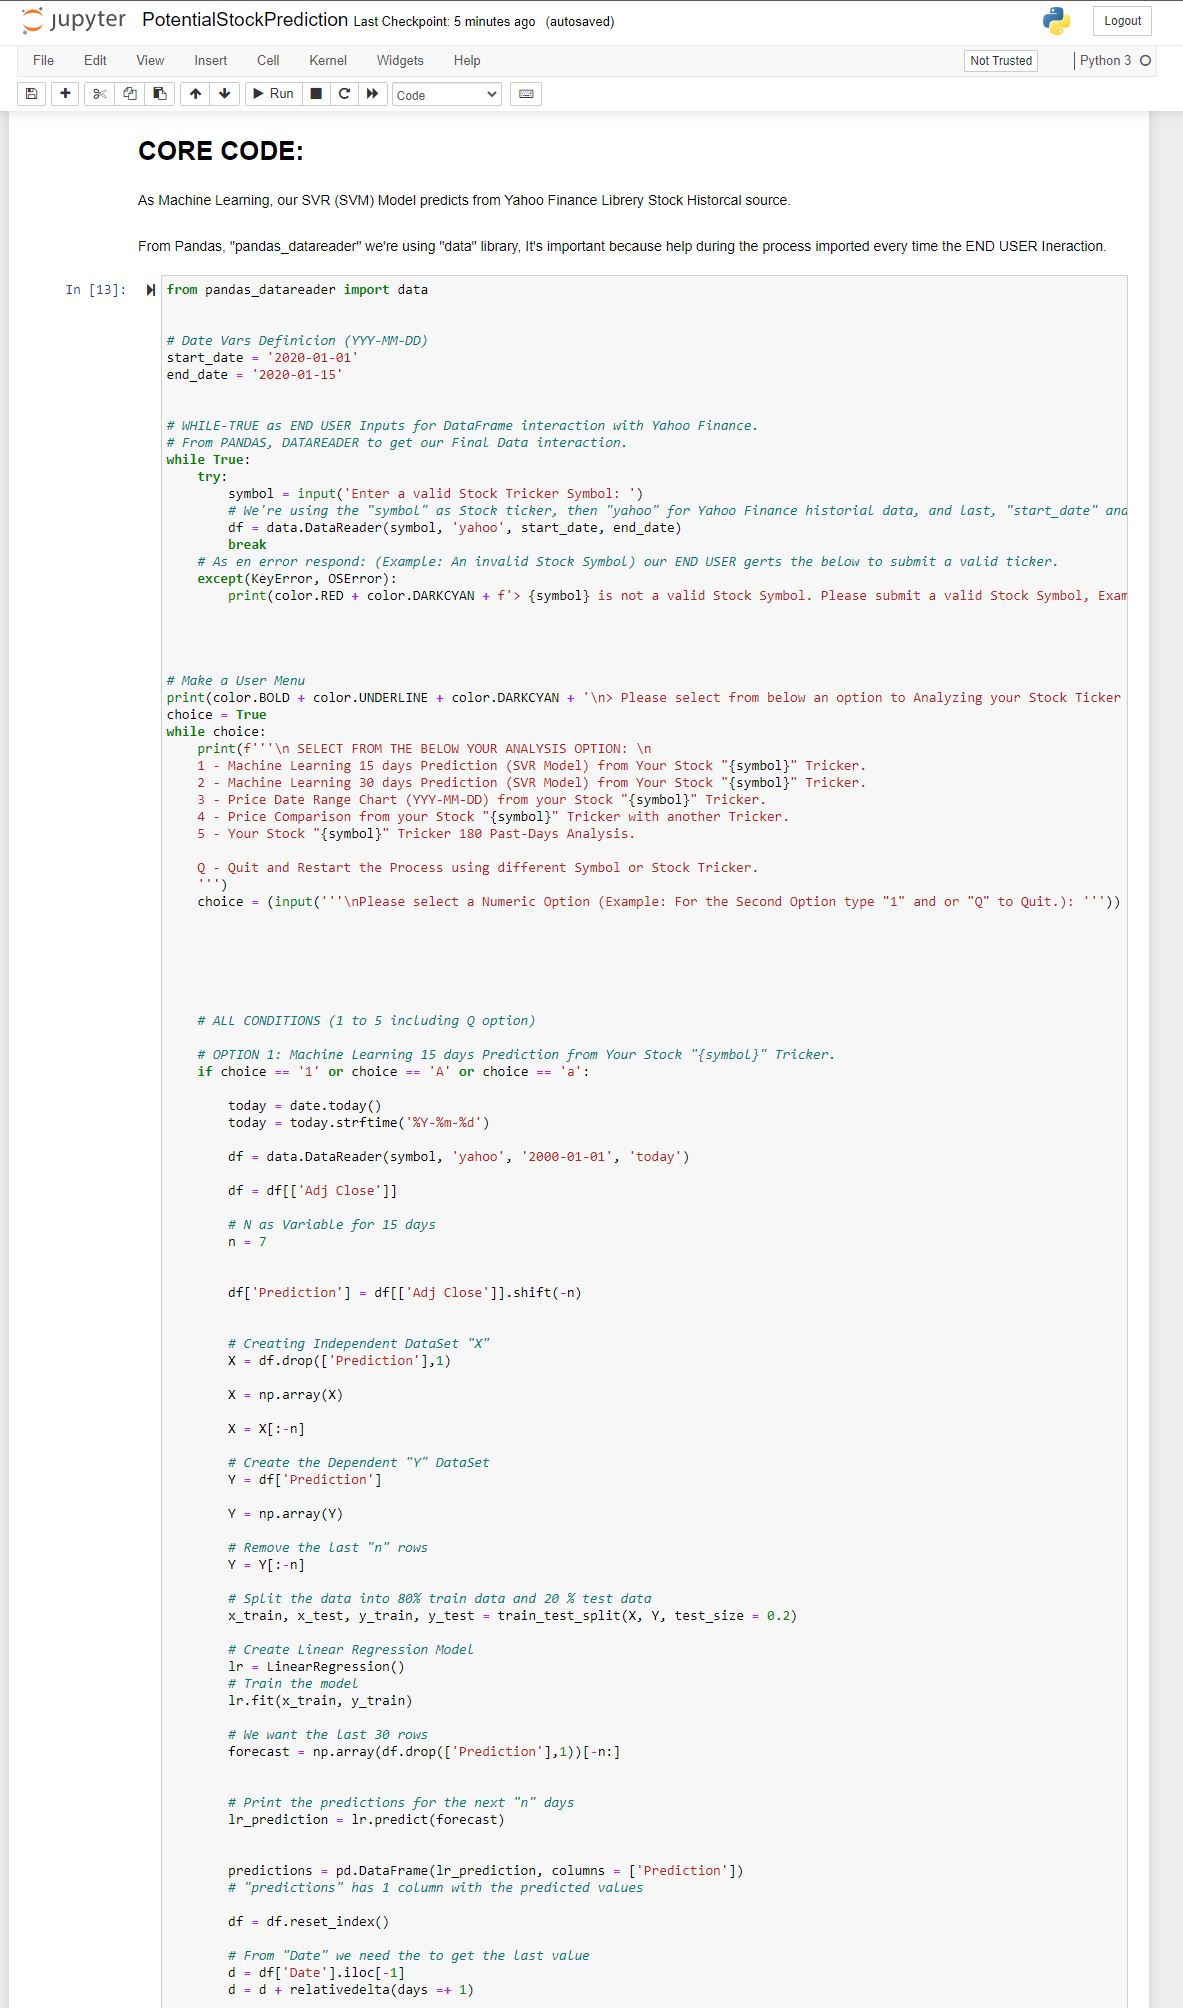 jupyter PotentialStockPrediction Last Checkpoint: 5 minutes ago (autosaved)
Logout
File Edit View Insert Cell Kernel Widgets Help
Not Trusted
Python 3
Run
Code
CORE CODE:
As Machine Learning, our SVR (SVM) Model predicts from Yahoo Finance Librery Stock Historcal source.
From Pandas, "pandas_datareader" we're using "data" library, It's important because help during the process imported every time the END USER Ineraction.
In [13]:
from pandas_datareader import data
# Date Vars Definicion (YYY-MM-DD)
start_date = '2020-01-01'
end_date = '2020-01-15'
# WHILE-TRUE as END USER Inputs for DataFrame interaction with Yahoo Finance.
# From PANDAS, DATAREADER to get our Final Data interaction.
while True:
    try:
        symbol = input('Enter a valid Stock Tricker Symbol: ')
        # We're using the "symbol" as Stock ticker, then "yahoo" for Yahoo Finance historial data, and last, "start_date" and
        df = data.DataReader(symbol, 'yahoo', start_date, end_date)
        break
    # As en error respond: (Example: An invalid Stock Symbol) our END USER gerts the below to submit a valid ticker.
    except(KeyError, OSError):
        print(color.RED + color.DARKCYAN + f'> {symbol} is not a valid Stock Symbol. Please submit a valid Stock Symbol, Exam
# Make a User Menu
print(color.BOLD + color.UNDERLINE + color.DARKCYAN + '\n> Please select from below an option to Analyzing your Stock Ticker
choice = True
while choice:
    print(f'''\n SELECT FROM THE BELOW YOUR ANALYSIS OPTION: \n
    1 - Machine Learning 15 days Prediction (SVR Model) from Your Stock "{symbol}" Tricker.
    2 - Machine Learning 30 days Prediction (SVR Model) from Your Stock "{symbol}" Tricker.
    3 - Price Date Range Chart (YYY-MM-DD) from your Stock "{symbol}" Tricker.
    4 - Price Comparison from your Stock "{symbol}" Tricker with another Tricker.
    5 - Your Stock "{symbol}" Tricker 180 Past-Days Analysis.
    Q - Quit and Restart the Process using different Symbol or Stock Tricker.
    ''')
    choice = (input('''\nPlease select a Numeric Option (Example: For the Second Option type "1" and or "Q" to Quit.): '''))
    # ALL CONDITIONS (1 to 5 including Q option)
    # OPTION 1: Machine Learning 15 days Prediction from Your Stock "{symbol}" Tricker.
    if choice == '1' or choice == 'A' or choice == 'a':
        today = date.today()
        today = today.strftime('%Y-%m-%d')
        df = data.DataReader(symbol, 'yahoo', '2000-01-01', 'today')
        df = df[['Adj Close']]
        # N as Variable for 15 days
        n = 7
        df['Prediction'] = df[['Adj Close']].shift(-n)
        # Creating Independent DataSet "X"
        X = df.drop(['Prediction'],1)
        X = np.array(X)
        X = X[:-n]
        # Create the Dependent "Y" DataSet
        Y = df['Prediction']
        Y = np.array(Y)
        # Remove the last "n" rows
        Y = Y[:-n]
        # Split the data into 80% train data and 20 % test data
        x_train, x_test, y_train, y_test = train_test_split(X, Y, test_size = 0.2)
        # Create Linear Regression Model
        lr = LinearRegression()
        # Train the model
        lr.fit(x_train, y_train)
        # We want the last 30 rows
        forecast = np.array(df.drop(['Prediction'],1))[-n:]
        # Print the predictions for the next "n" days
        lr_prediction = lr.predict(forecast)
        predictions = pd.DataFrame(lr_prediction, columns = ['Prediction'])
        # "predictions" has 1 column with the predicted values
        df = df.reset_index()
        # From "Date" we need the to get the last value
        d = df['Date'].iloc[-1]
        d = d + relativedelta(days =+ 1)